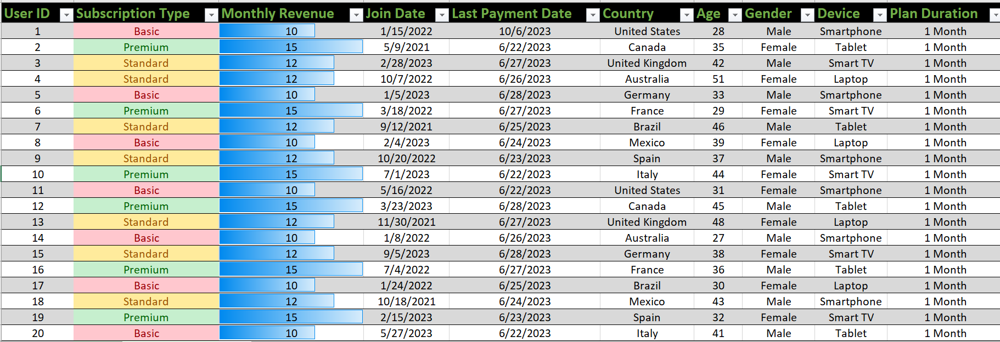 User ID Subscription Type Monthly Revenue Join Date Last Payment Date Country Age Gender Device Plan Duration
1 Basic 10 1/15/2022 10/6/2023 United States 28 Male Smartphone 1 Month
2 Premium 15 5/9/2021 6/22/2023 Canada 35 Female Tablet 1 Month
3 Standard 12 2/28/2023 6/27/2023 United Kingdom 42 Male Smart TV 1 Month
4 Standard 12 10/7/2022 6/26/2023 Australia 51 Female Laptop 1 Month
5 Basic 10 1/5/2023 6/28/2023 Germany 33 Male Smartphone 1 Month
6 Premium 15 3/18/2022 6/27/2023 France 29 Female Smart TV 1 Month
7 Standard 12 9/12/2021 6/25/2023 Brazil 46 Male Tablet 1 Month
8 Basic 10 2/4/2023 6/24/2023 Mexico 39 Female Laptop 1 Month
9 Standard 12 10/20/2022 6/23/2023 Spain 37 Male Smartphone 1 Month
10 Premium 15 7/1/2023 6/22/2023 Italy 44 Female Smart TV 1 Month
11 Basic 10 5/16/2022 6/22/2023 United States 31 Female Smartphone 1 Month
12 Premium 15 3/23/2023 6/28/2023 Canada 45 Male Tablet 1 Month
13 Standard 12 11/30/2021 6/27/2023 United Kingdom 48 Female Laptop 1 Month
14 Basic 10 1/8/2022 6/26/2023 Australia 27 Male Smartphone 1 Month
15 Standard 12 9/5/2023 6/28/2023 Germany 38 Female Smart TV 1 Month
16 Premium 15 7/4/2022 6/27/2023 France 36 Male Tablet 1 Month
17 Basic 10 1/24/2022 6/25/2023 Brazil 30 Female Laptop 1 Month
18 Standard 12 10/18/2021 6/24/2023 Mexico 43 Male Smartphone 1 Month
19 Premium 15 2/15/2023 6/23/2023 Spain 32 Female Smart TV 1 Month
20 Basic 10 5/27/2023 6/22/2023 Italy 41 Male Tablet 1 Month